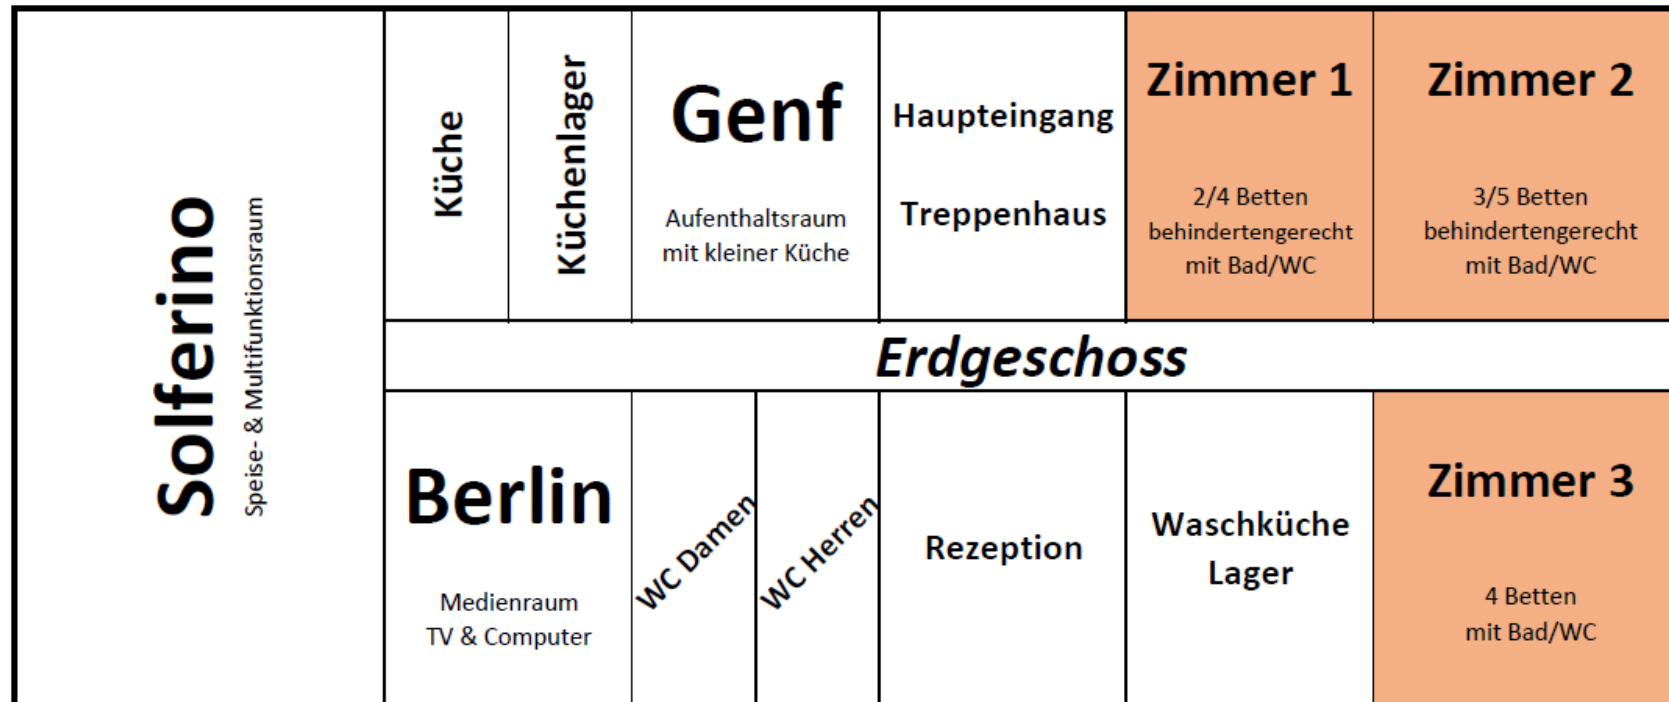 Solferino
Speise- & Multifunktionsraum
Küche
Küchenlager
Genf
Aufenthaltsraum
mit kleiner Küche
Haupteingang
Treppenhaus
Zimmer 1
2/4 Betten
behindertengerecht
mit Bad/WC
Zimmer 2
3/5 Betten
behindertengerecht
mit Bad/WC
Erdgeschoss
Berlin
Medienraum
TV & Computer
WC Damen
WC Herren
Rezeption
Waschküche
Lager
Zimmer 3
4 Betten
mit Bad/WC